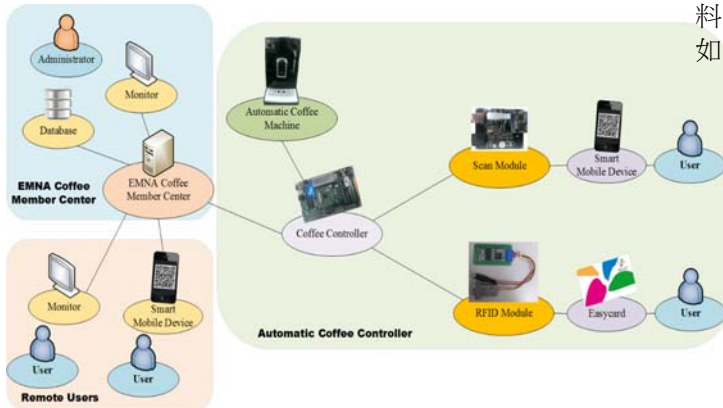 料
如
Administrator
Monitor
Database
EMNA Coffee
Member Center
EMNA Coffee
Member Center
Monitor
Smart
Mobile Device
User
User
Remote Users
Automatic Coffee
Machine
Coffee Controller
Scan Module
Smart
Mobile Device
User
RFID Module
Easycard
User
Automatic Coffee Controller